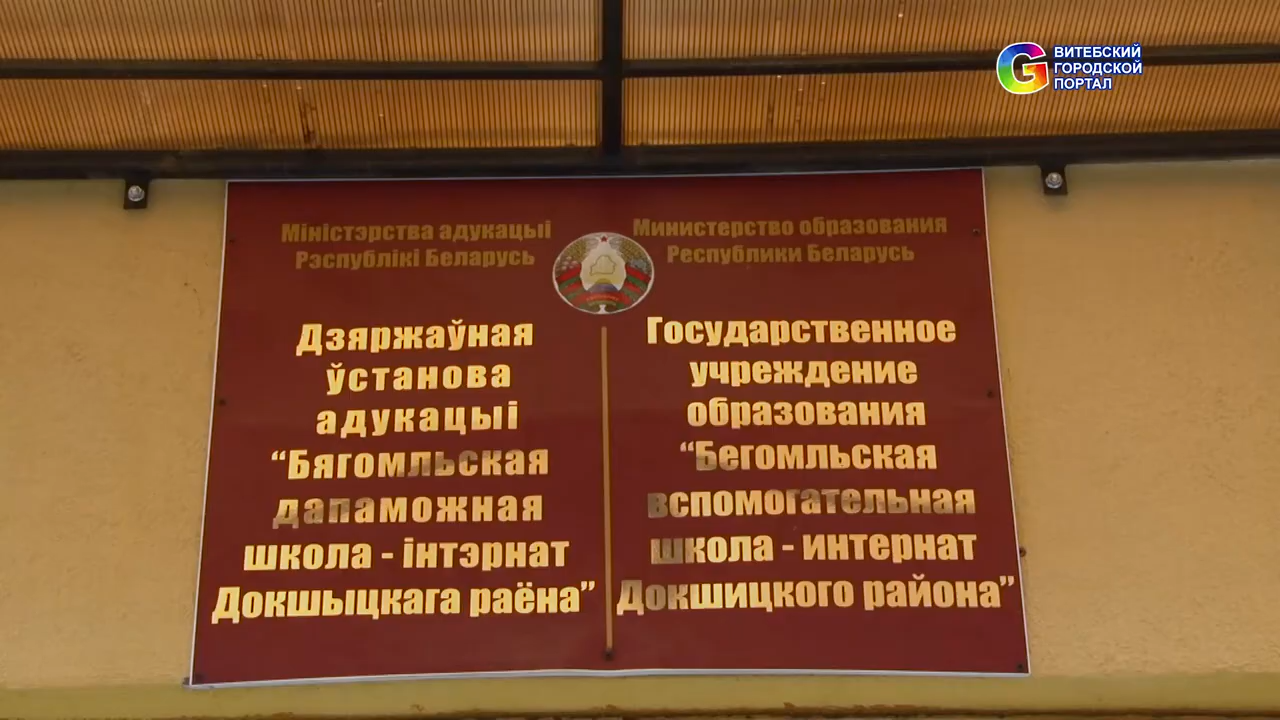 ВИТЕБСКИЙ
ГОРОДСКОЙ
ПОРТАЛ
Міністэрства адукацыі
Рэспублікі Беларусь
Дзяржаўная
ўстанова
адукацыі
“Бягомльская
дапаможная
школа - інтэрнат
Докшыцкага раёна”
Министерство образования
Республики Беларусь
Государственное
учреждение
образования
“Бегомльская
вспомогательная
школа - интернат
Докшицкого района”